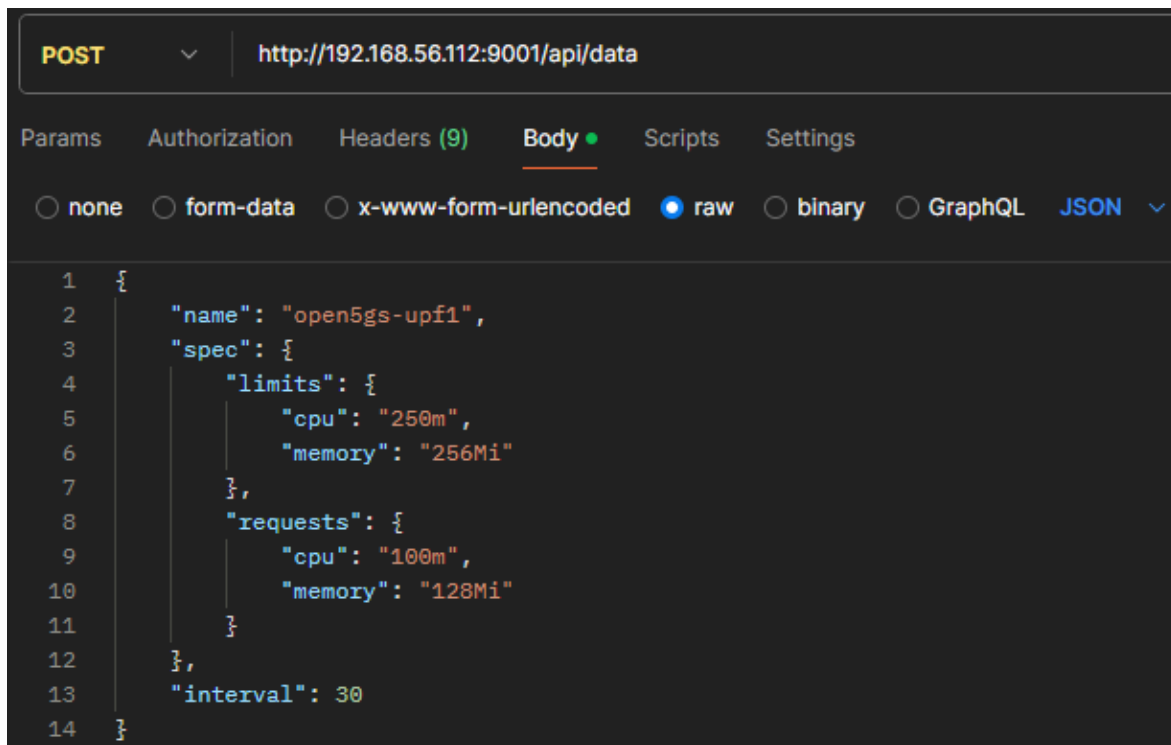 POST http://192.168.56.112:9001/api/data
Params Authorization Headers (9) Body Scripts Settings
none form-data x-www-form-urlencoded raw binary GraphQL JSON
1 {
2 "name": "open5gs-upf1",
3 "spec": {
4 "limits": {
5 "cpu": "250m",
6 "memory": "256Mi"
7 },
8 "requests": {
9 "cpu": "100m",
10 "memory": "128Mi"
11 }
12 },
13 "interval": 30
14 }